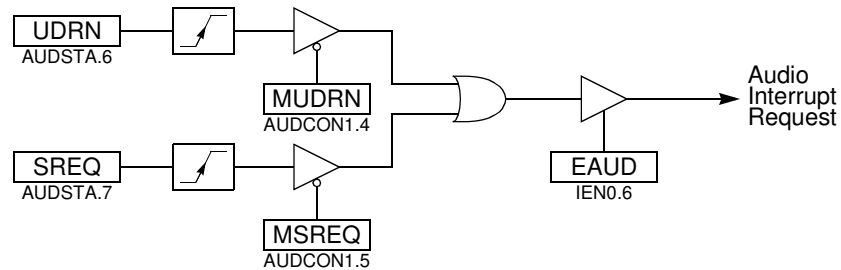 UDRN
AUDSTA.6
MUDRN
AUDCON1.4
Audio
Interrupt
Request
SREQ
AUDSTA.7
EAUD
IEN0.6
MSREQ
AUDCON1.5